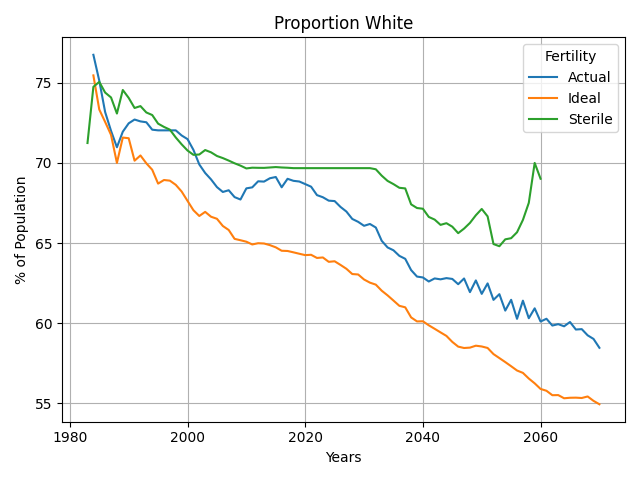 Proportion White
% of Population
75
70
65
60
55
Fertility
Actual
Ideal
Sterile
1980
2000
2020
2040
2060
Years